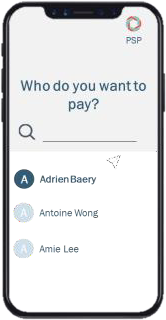 PSP
Who do you want to
pay?
A Adrien Baery
A Antoine Wong
A Amie Lee